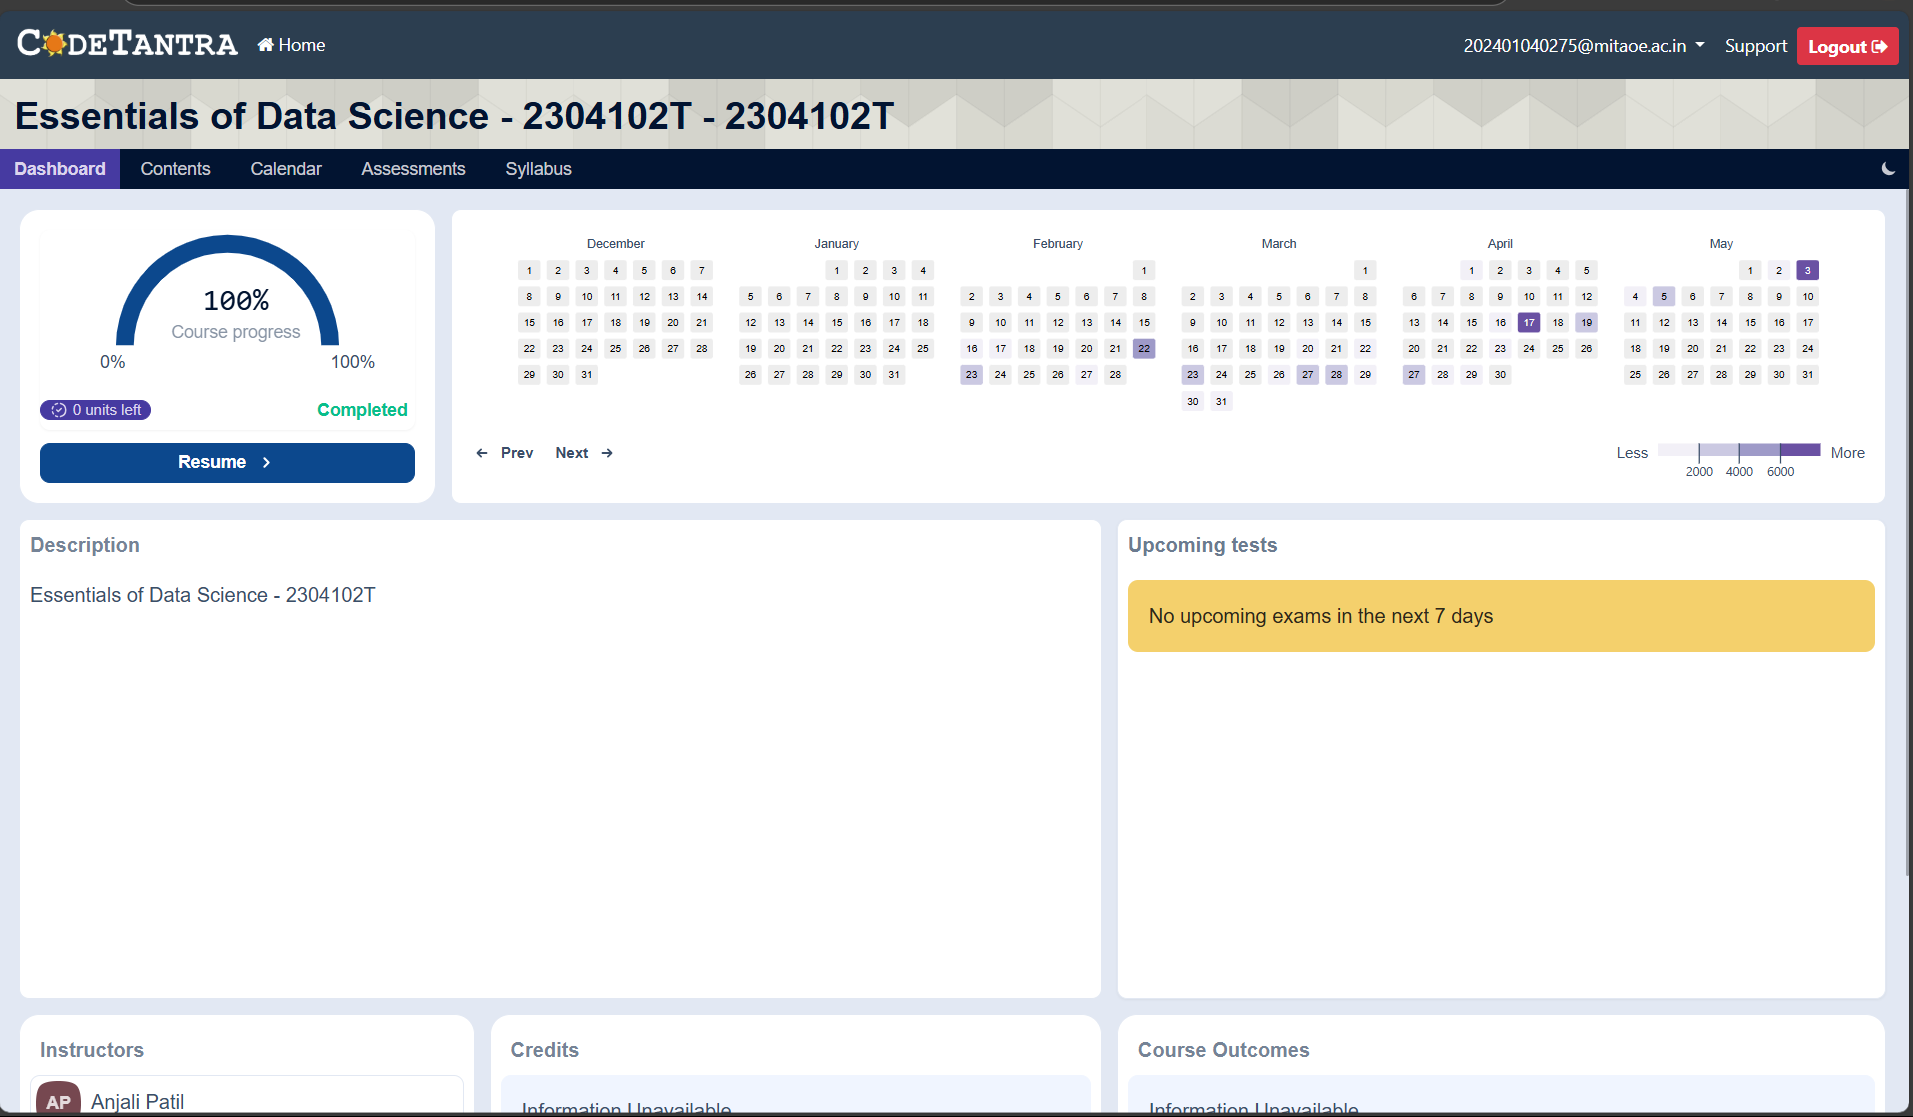 CODETANTRA Home 202401040275@mitaoe.ac.in Support Logout
Essentials of Data Science - 2304102T - 2304102T
Dashboard Contents Calendar Assessments Syllabus
100%
Course progress
0% 100%
0 units left Completed
Resume
December
1 2 3 4 5 6 7
8 9 10 11 12 13 14
15 16 17 18 19 20 21
22 23 24 25 26 27 28
29 30 31
January
1 2 3 4
5 6 7 8 9 10 11
12 13 14 15 16 17 18
19 20 21 22 23 24 25
26 27 28 29 30 31
February
1
2 3 4 5 6 7 8
9 10 11 12 13 14 15
16 17 18 19 20 21 22
23 24 25 26 27 28
March
1
2 3 4 5 6 7 8
9 10 11 12 13 14 15
16 17 18 19 20 21 22
23 24 25 26 27 28 29
30 31
April
1 2 3 4 5
6 7 8 9 10 11 12
13 14 15 16 17 18 19
20 21 22 23 24 25 26
27 28 29 30
May
1 2 3
4 5 6 7 8 9 10
11 12 13 14 15 16 17
18 19 20 21 22 23 24
25 26 27 28 29 30 31
← Prev Next →
Less More
2000 4000 6000
Description
Essentials of Data Science - 2304102T
Upcoming tests
No upcoming exams in the next 7 days
Instructors
AP Anjali Patil
Credits
Information Unavailable
Course Outcomes
Information Unavailable